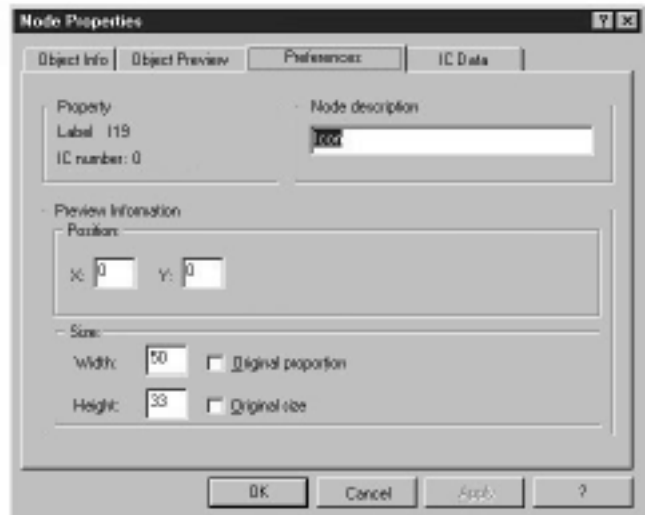 Node Properties ? ×
Object Info Object Preview Preferences IC Data
Property
Label I19
IC number: 0
Node description
Icon
Preview Information
Position:
X: 0 Y: 0
Size:
Width: 50 Original proportion
Height: 33 Original size
OK Cancel Apply ?